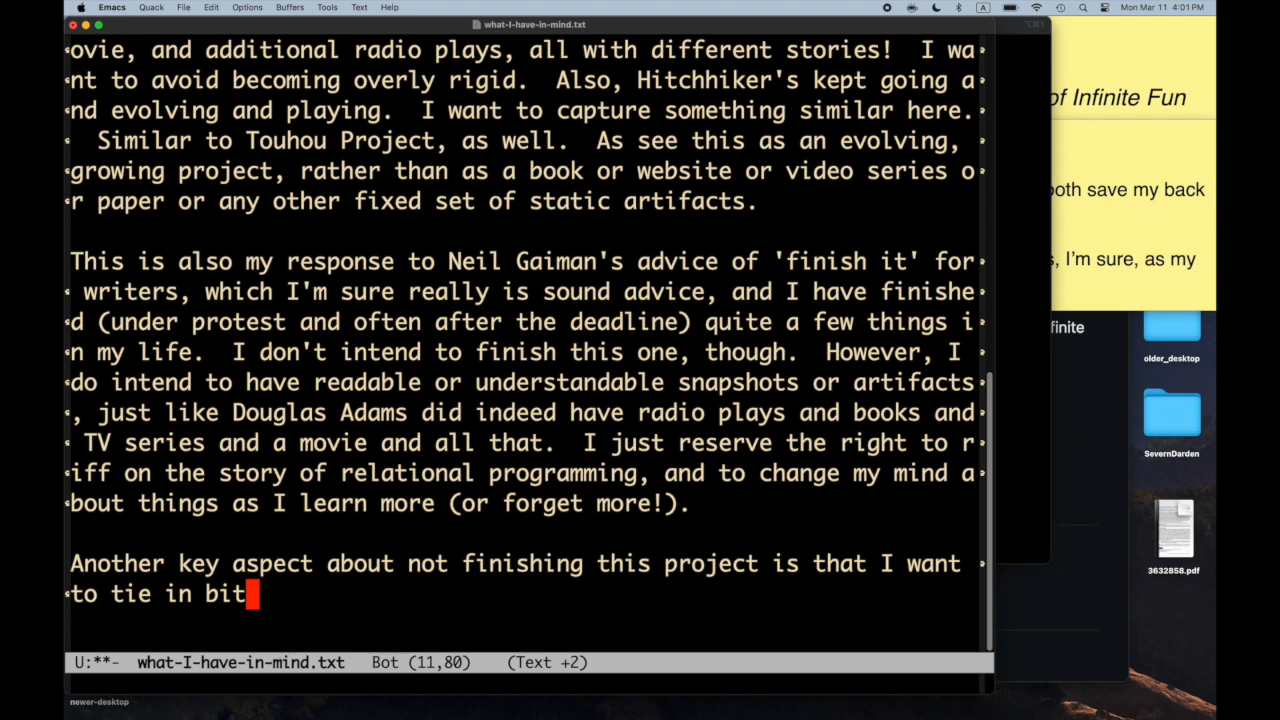 Emacs Quack File Edit Options Buffers Tools Text Help
A Mon Mar 11 4:01 PM
what-I-have-in-mind.txt
⌥⌘1
ovie, and additional radio plays, all with different stories!  I wa
nt to avoid becoming overly rigid.  Also, Hitchhiker's kept going a
nd evolving and playing.  I want to capture something similar here.
Similar to Touhou Project, as well.  As see this as an evolving,
growing project, rather than as a book or website or video series o
r paper or any other fixed set of static artifacts.
This is also my response to Neil Gaiman's advice of 'finish it' for
writers, which I'm sure really is sound advice, and I have finishe
d (under protest and often after the deadline) quite a few things i
n my life.  I don't intend to finish this one, though.  However, I
do intend to have readable or understandable snapshots or artifacts
, just like Douglas Adams did indeed have radio plays and books and
TV series and a movie and all that.  I just reserve the right to r
iff on the story of relational programming, and to change my mind a
bout things as I learn more (or forget more!).
Another key aspect about not finishing this project is that I want
to tie in bit
U:**-  what-I-have-in-mind.txt   Bot (11,80)   (Text +2)
newer-desktop
of Infinite Fun
both save my back
s, I'm sure, as my
finite
older_desktop
SevernDarden
3632858.pdf